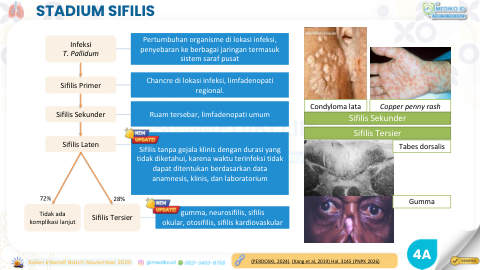 STADIUM SIFILIS
MEDIKO.ID
Infeksi
T. Pallidum
Pertumbuhan organisme di lokasi infeksi,
penyebaran ke berbagai jaringan termasuk
sistem saraf pusat
Sifilis Primer
Chancre di lokasi infeksi, limfadenopati
regional.
Sifilis Sekunder
Ruam tersebar, limfadenopati umum
NEW
UPDATE!
Sifilis Laten
Sifilis tanpa gejala klinis dengan durasi yang
tidak diketahui, karena waktu terinfeksi tidak
dapat ditentukan berdasarkan data
anamnesis, klinis, dan laboratorium
72%
28%
Tidak ada
komplikasi lanjut
Sifilis Tersier
NEW
UPDATE!
gumma, neurosifilis, sifilis
okular, otosifilis, sifilis kardiovaskular
Condyloma lata
Copper penny rash
Sifilis Sekunder
Sifilis Tersier
Tabes dorsalis
Gumma
4A